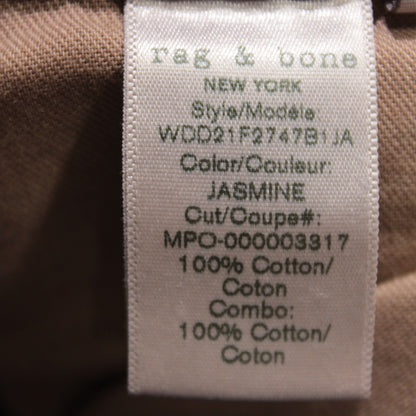 rag & bone
NEW YORK
Style/Modèle
WDD21F2747B1JA
Color/Couleur:
JASMINE
Cut/Coupe#:
MPO-000003317
100% Cotton/
Coton
Combo:
100% Cotton/
Coton